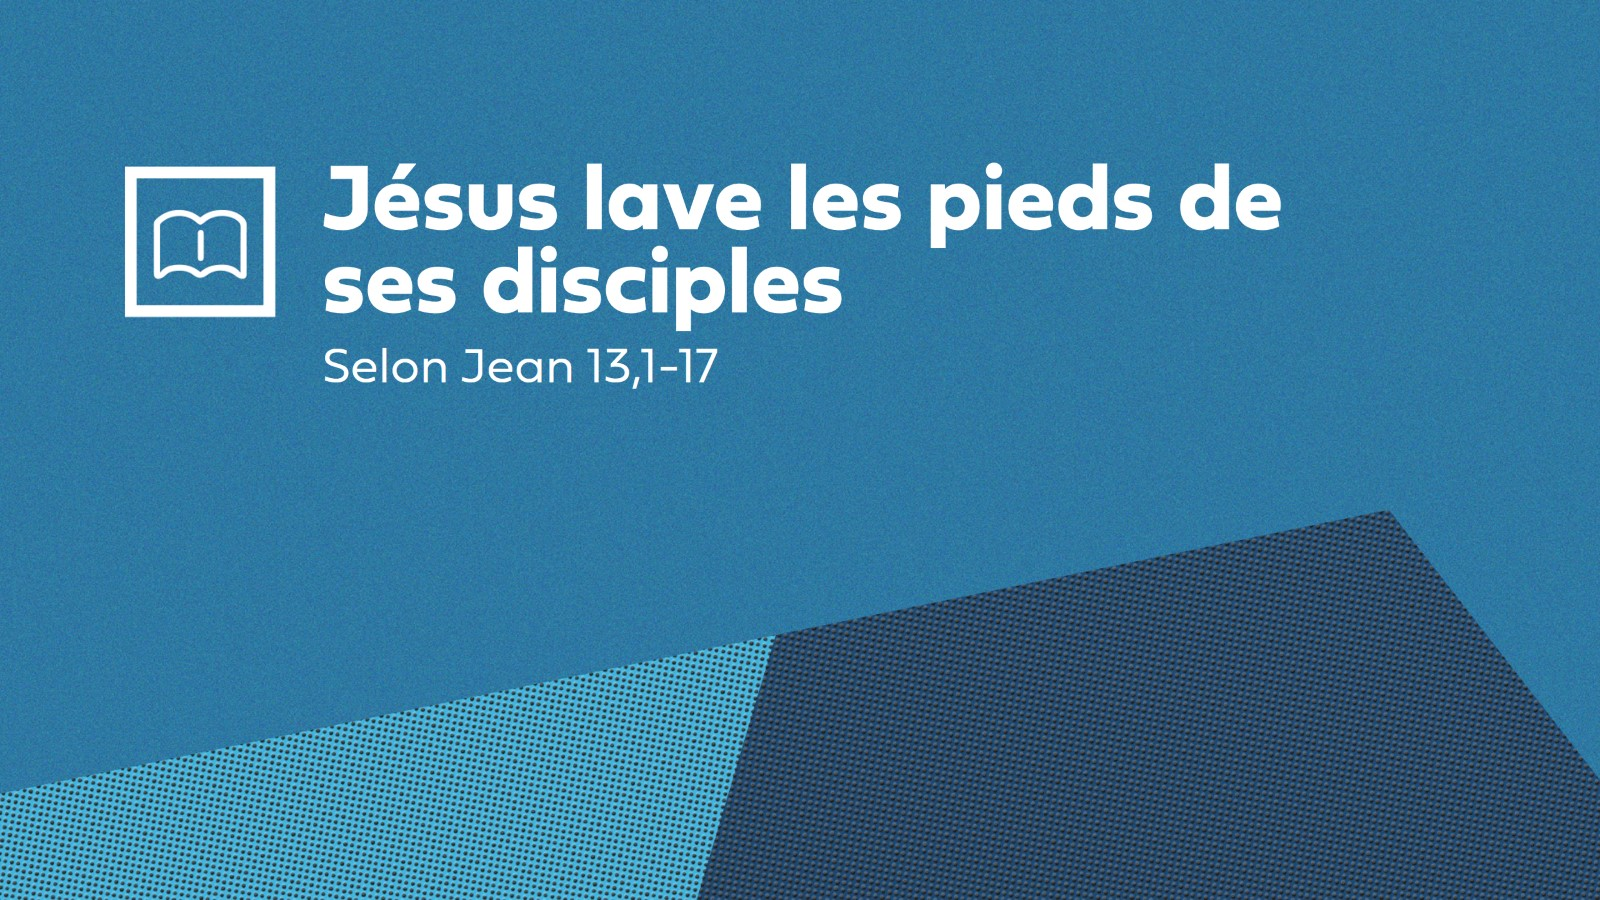 Jésus lave les pieds de
ses disciples
Selon Jean 13,1-17